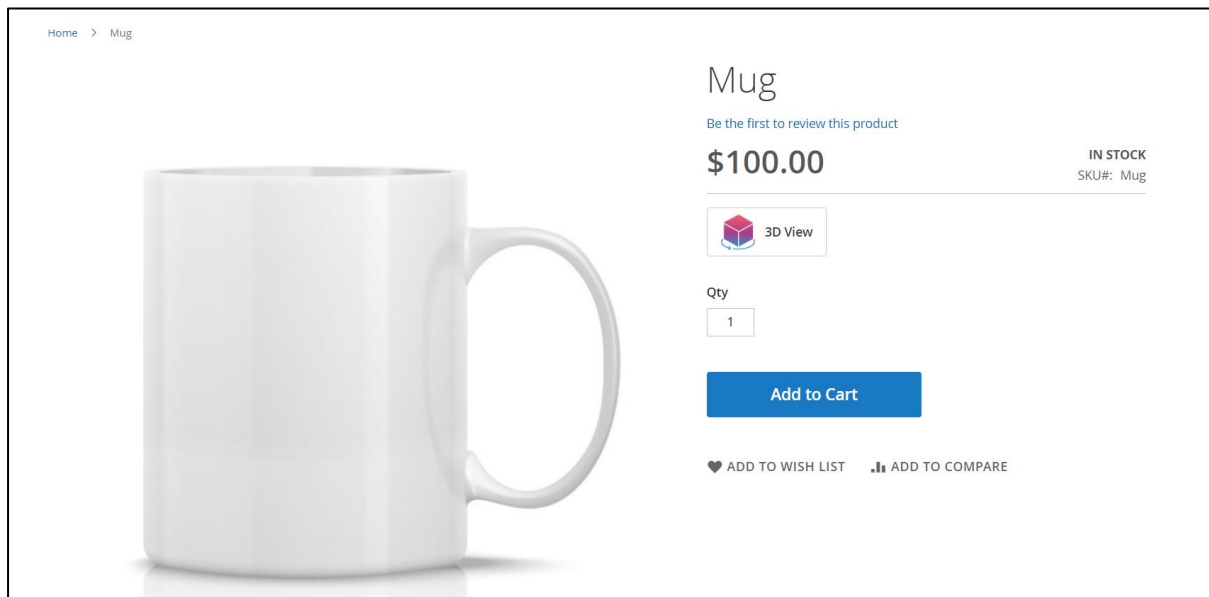 Home > Mug
Mug
Be the first to review this product
$100.00
IN STOCK
SKU#: Mug
3D View
Qty
1
Add to Cart
ADD TO WISH LIST ADD TO COMPARE